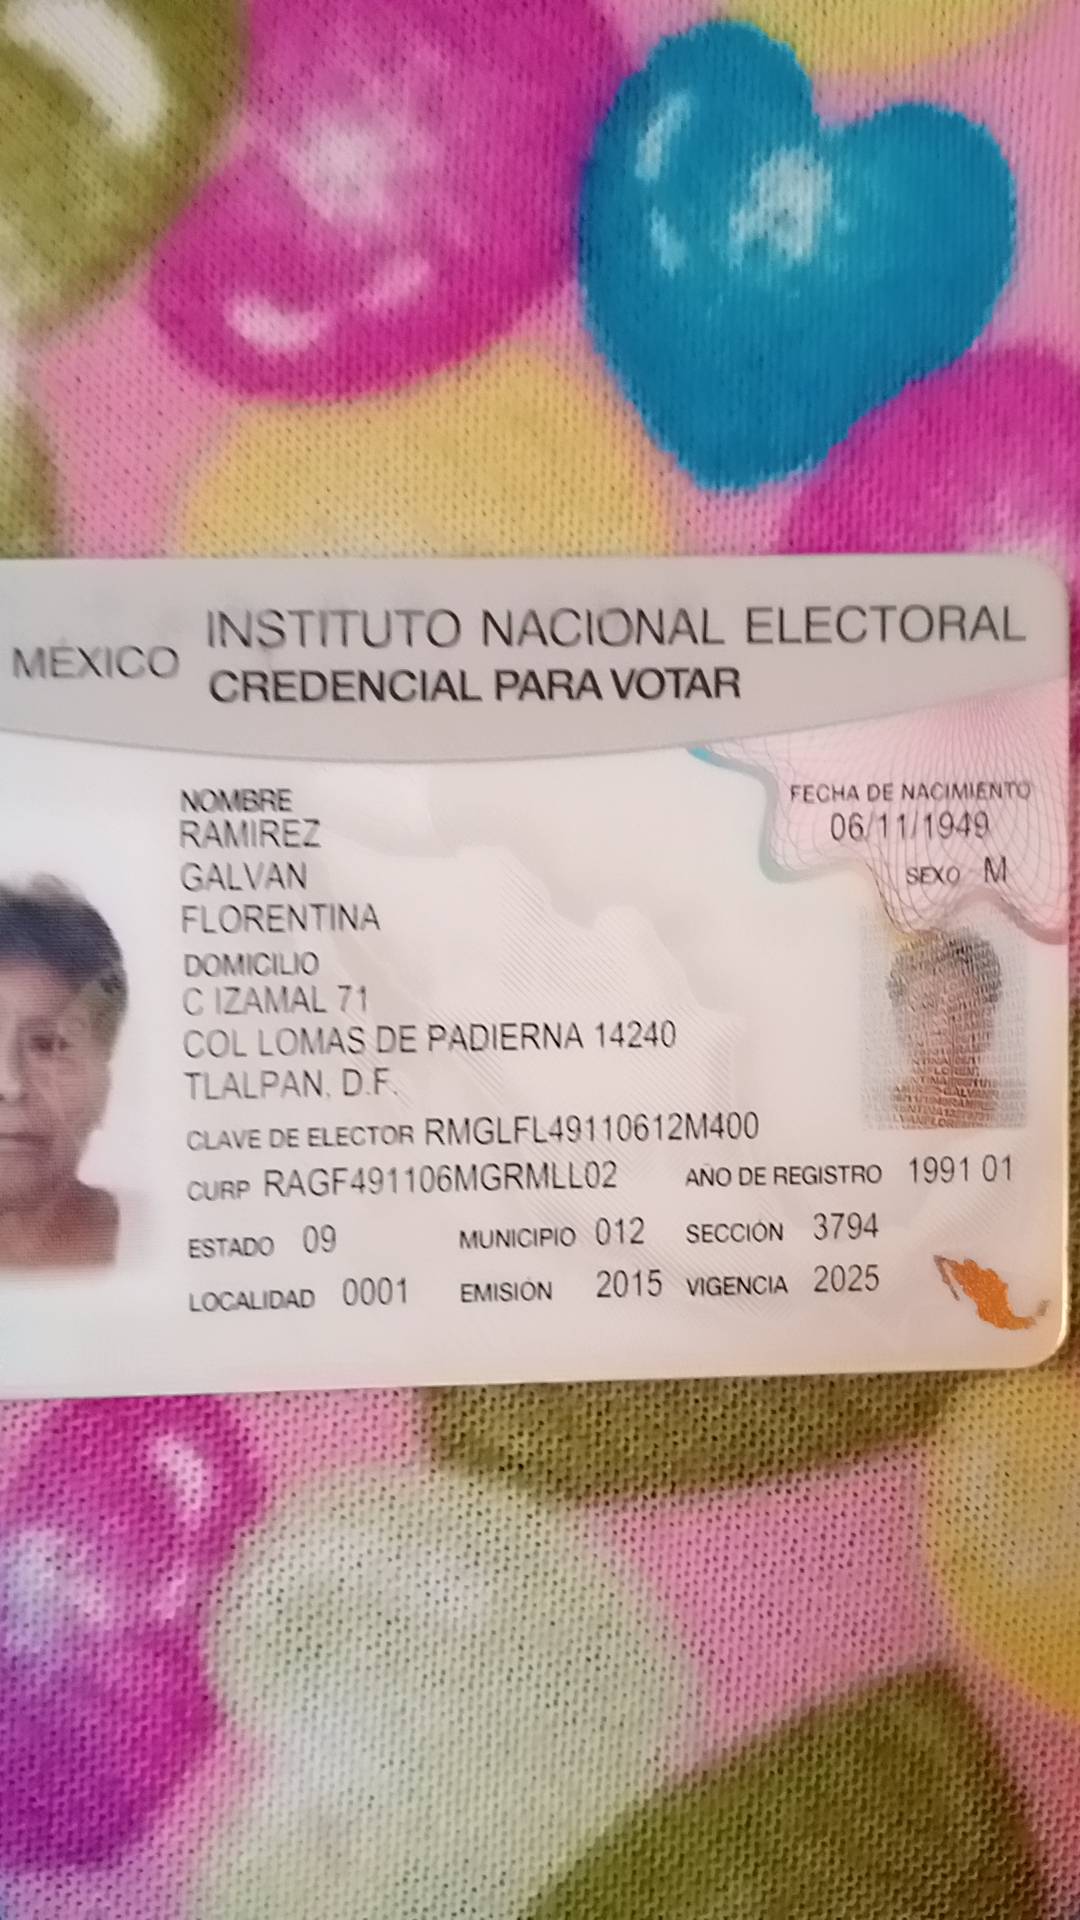 MÉXICO INSTITUTO NACIONAL ELECTORAL
CREDENCIAL PARA VOTAR
NOMBRE
RAMIREZ
GALVAN
FLORENTINA
FECHA DE NACIMIENTO
06/11/1949
SEXO M
DOMICILIO
C IZAMAL 71
COL LOMAS DE PADIERNA 14240
TLALPAN, D.F.
CLAVE DE ELECTOR RMGLFL49110612M400
CURP RAGF491106MGRMLL02 AÑO DE REGISTRO 1991 01
ESTADO 09 MUNICIPIO 012 SECCIÓN 3794
LOCALIDAD 0001 EMISIÓN 2015 VIGENCIA 2025